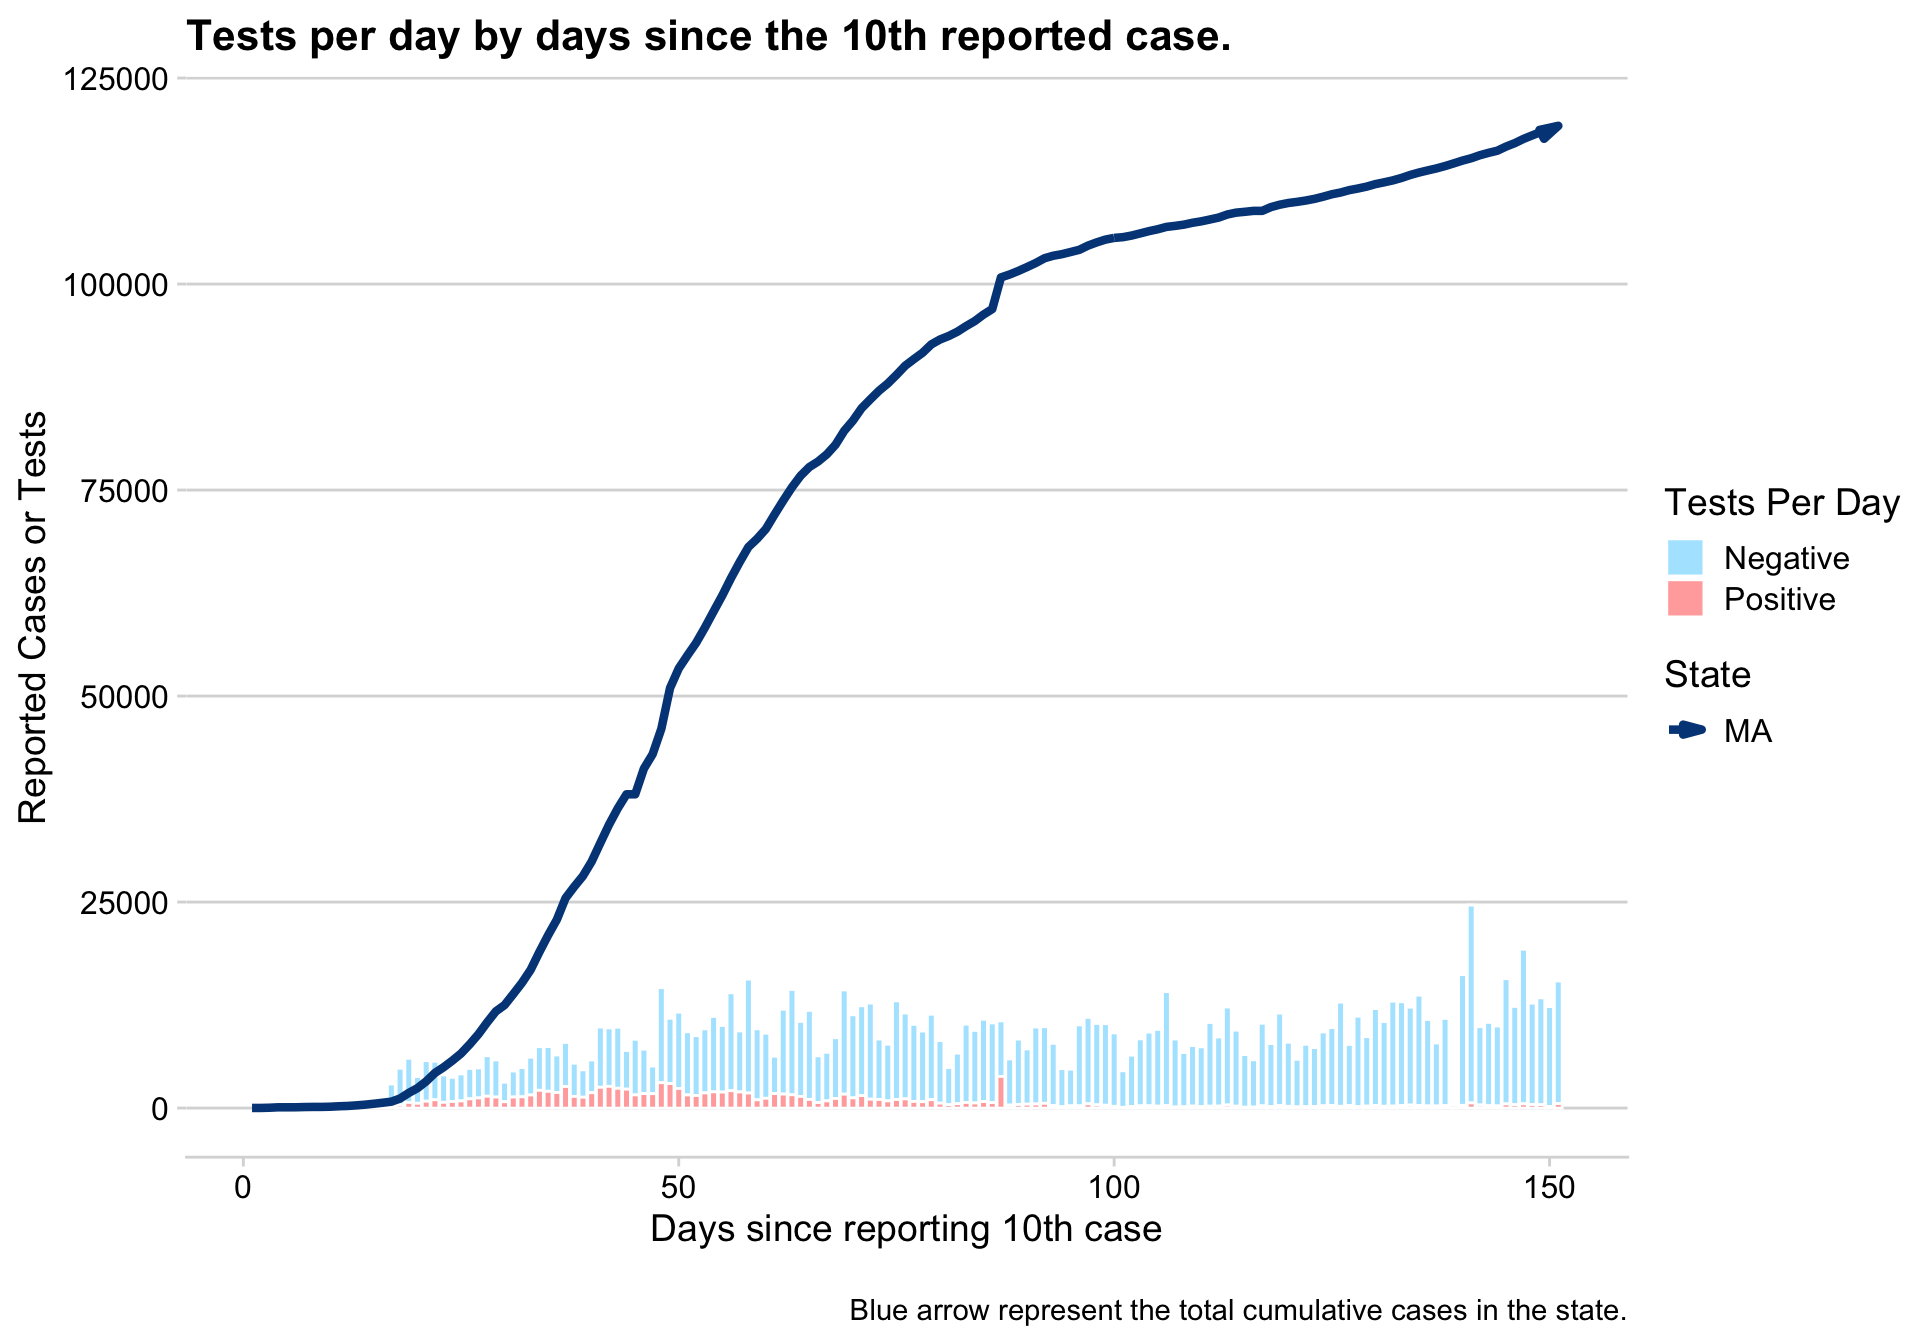 Tests per day by days since the 10th reported case.
125000
100000
75000
50000
25000
0
Reported Cases or Tests
0 50 100 150
Days since reporting 10th case
Tests Per Day
Negative
Positive
State
MA
Blue arrow represent the total cumulative cases in the state.